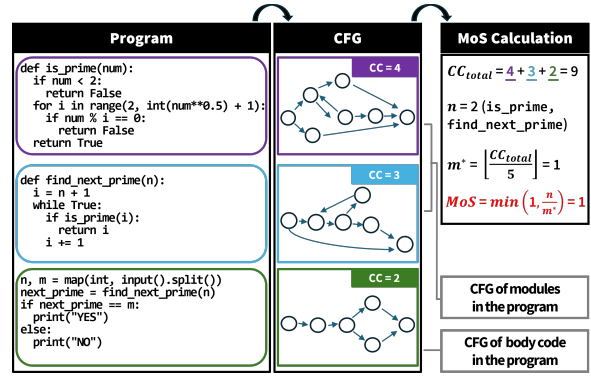 Program
CFG
MoS Calculation
def is_prime(num):
  if num < 2:
    return False
  for i in range(2, int(num**0.5) + 1):
    if num % i == 0:
      return False
  return True
CC = 4
def find_next_prime(n):
  i = n + 1
  while True:
    if is_prime(i):
      return i
    i += 1
CC = 3
n, m = map(int, input().split())
next_prime = find_next_prime(n)
if next_prime == m:
  print("YES")
else:
  print("NO")
CC = 2
CC_total = 4 + 3 + 2 = 9
n = 2 (is_prime,
find_next_prime)
m* = ⌊CC_total / 5⌋ = 1
MoS = min (1, n/m*) = 1
CFG of modules
in the program
CFG of body code
in the program